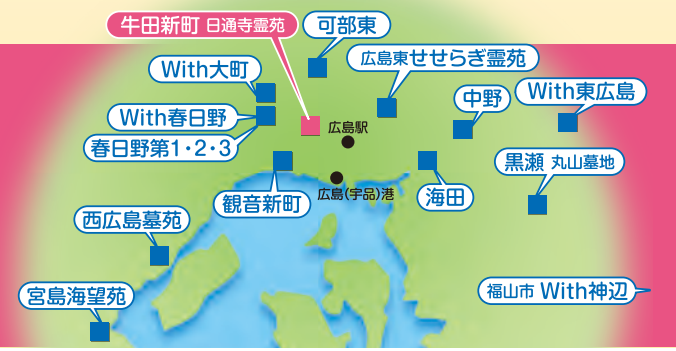 牛田新町 日通寺霊苑
可部東
広島東せせらぎ霊苑
With大町
中野
With東広島
With春日野
広島駅
春日野第1・2・3
黒瀬 丸山墓地
観音新町
広島(宇品)港
海田
西広島墓苑
宮島海望苑
福山市 With神辺